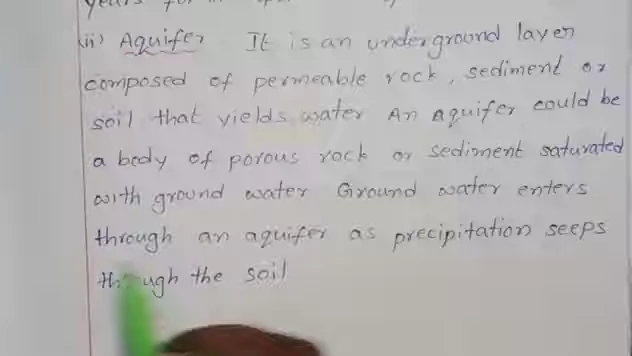 (ii) Aquifer It is an underground layer
composed of permeable rock, sediment or
soil that yields water An aquifer could be
a body of porous rock or sediment saturated
with ground water Ground water enters
through an aquifer as precipitation seeps
through the soil